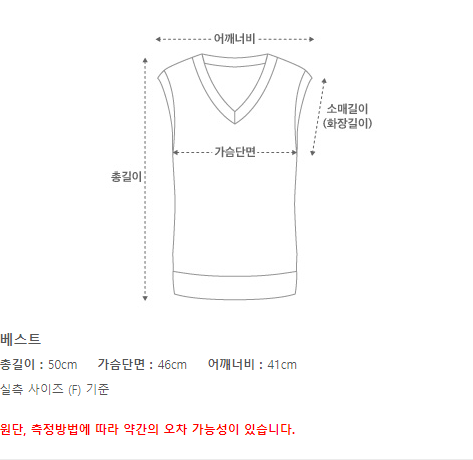 어깨너비
소매길이
(화장길이)
가슴단면
총길이
베스트
총길이 : 50cm 가슴단면 : 46cm 어깨너비 : 41cm
실측 사이즈 (F) 기준
원단, 측정방법에 따라 약간의 오차 가능성이 있습니다.